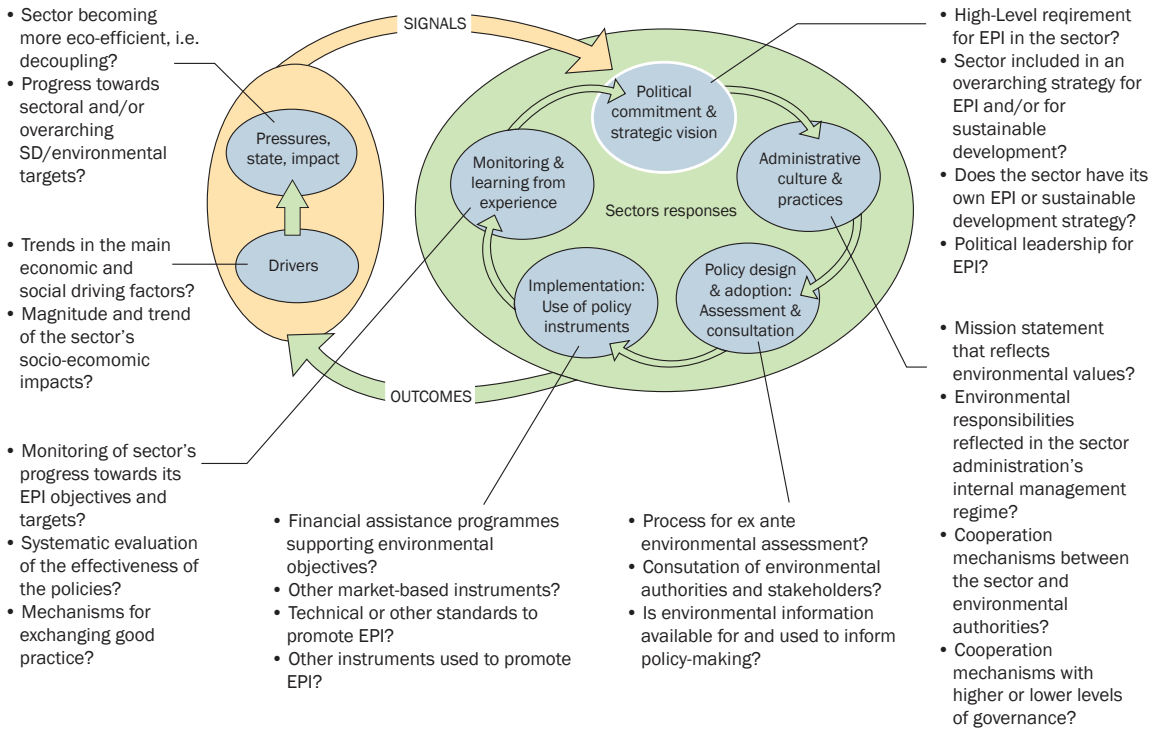 • Sector becoming
more eco-efficient, i.e.
decoupling?
• Progress towards
sectoral and/or
overarching
SD/environmental
targets?
• Trends in the main
economic and
social driving factors?
• Magnitude and trend
of the sector's
socio-ecomomic
impacts?
• Monitoring of sector's
progress towards its
EPI objectives and
targets?
• Systematic evaluation
of the effectiveness of
the policies?
• Mechanisms for
exchanging good
practice?
SIGNALS
Pressures,
state, impact
Drivers
OUTCOMES
Political
commitment &
strategic vision
Monitoring &
learning from
experience
Administrative
culture &
practices
Sectors responses
Implementation:
Use of policy
instruments
Policy design
& adoption:
Assessment &
consultation
• Financial assistance programmes
supporting environmental
objectives?
• Other market-based instruments?
• Technical or other standards to
promote EPI?
• Other instruments used to promote
EPI?
• Process for ex ante
environmental assessment?
• Consutation of environmental
authorities and stakeholders?
• Is environmental information
available for and used to inform
policy-making?
• High-Level reqirement
for EPI in the sector?
• Sector included in an
overarching strategy for
EPI and/or for
sustainable
development?
• Does the sector have its
own EPI or sustainable
development strategy?
• Political leadership for
EPI?
• Mission statement
that reflects
environmental values?
• Environmental
responsibilities
reflected in the sector
administration's
internal management
regime?
• Cooperation
mechanisms between
the sector and
environmental
authorities?
• Cooperation
mechanisms with
higher or lower levels
of governance?